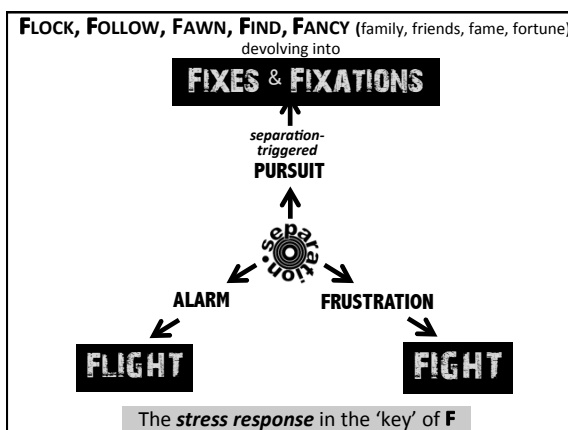 FLOCK, FOLLOW, FAWN, FIND, FANCY (family, friends, fame, fortune)
devolving into
FIXES & FIXATIONS
separation-
triggered
PURSUIT
•separation•
ALARM
FRUSTRATION
FLIGHT
FIGHT
The stress response in the ‘key’ of F